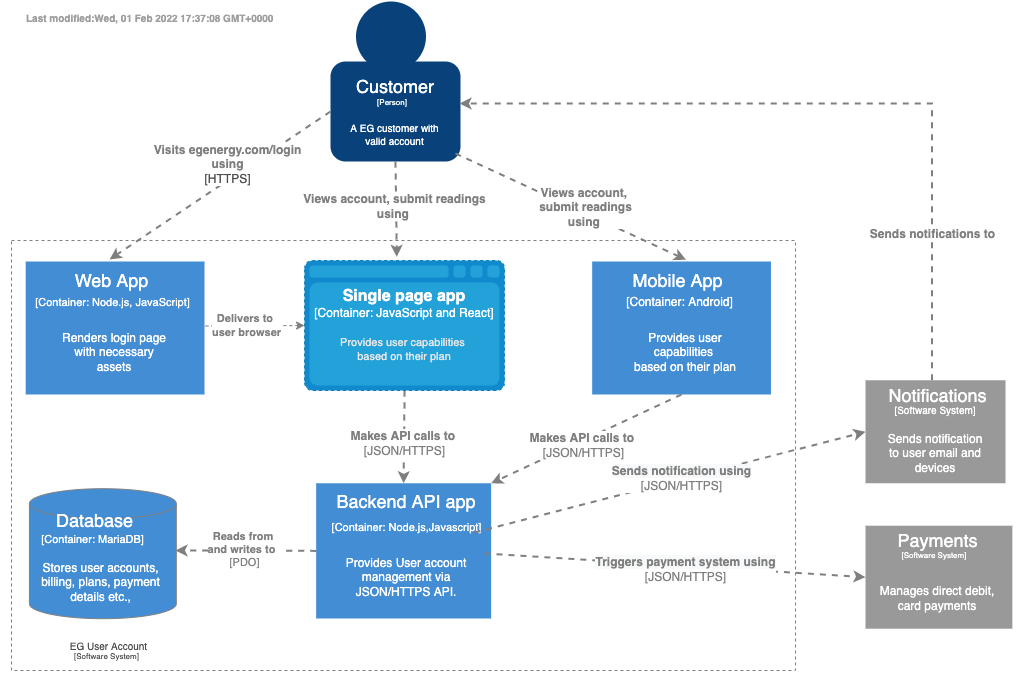 Last modified:Wed, 01 Feb 2022 17:37:08 GMT+0000
Customer
[Person]
A EG customer with
valid account
Visits egenergy.com/login
using
[HTTPS]
Views account, submit readings
using
Views account,
submit readings
using
Sends notifications to
Web App
[Container: Node.js, JavaScript]
Renders login page
with necessary
assets
Delivers to
user browser
Single page app
[Container: JavaScript and React]
Provides user capabilities
based on their plan
Mobile App
[Container: Android]
Provides user
capabilities
based on their plan
Notifications
[Software System]
Sends notification
to user email and
devices
Makes API calls to
[JSON/HTTPS]
Makes API calls to
[JSON/HTTPS]
Sends notification using
[JSON/HTTPS]
Database
[Container: MariaDB]
Stores user accounts,
billing, plans, payment
details etc.,
Reads from
and writes to
[PDO]
Backend API app
[Container: Node.js,Javascript]
Provides User account
management via
JSON/HTTPS API.
Triggers payment system using
[JSON/HTTPS]
Payments
[Software System]
Manages direct debit,
card payments
EG User Account
[Software System]